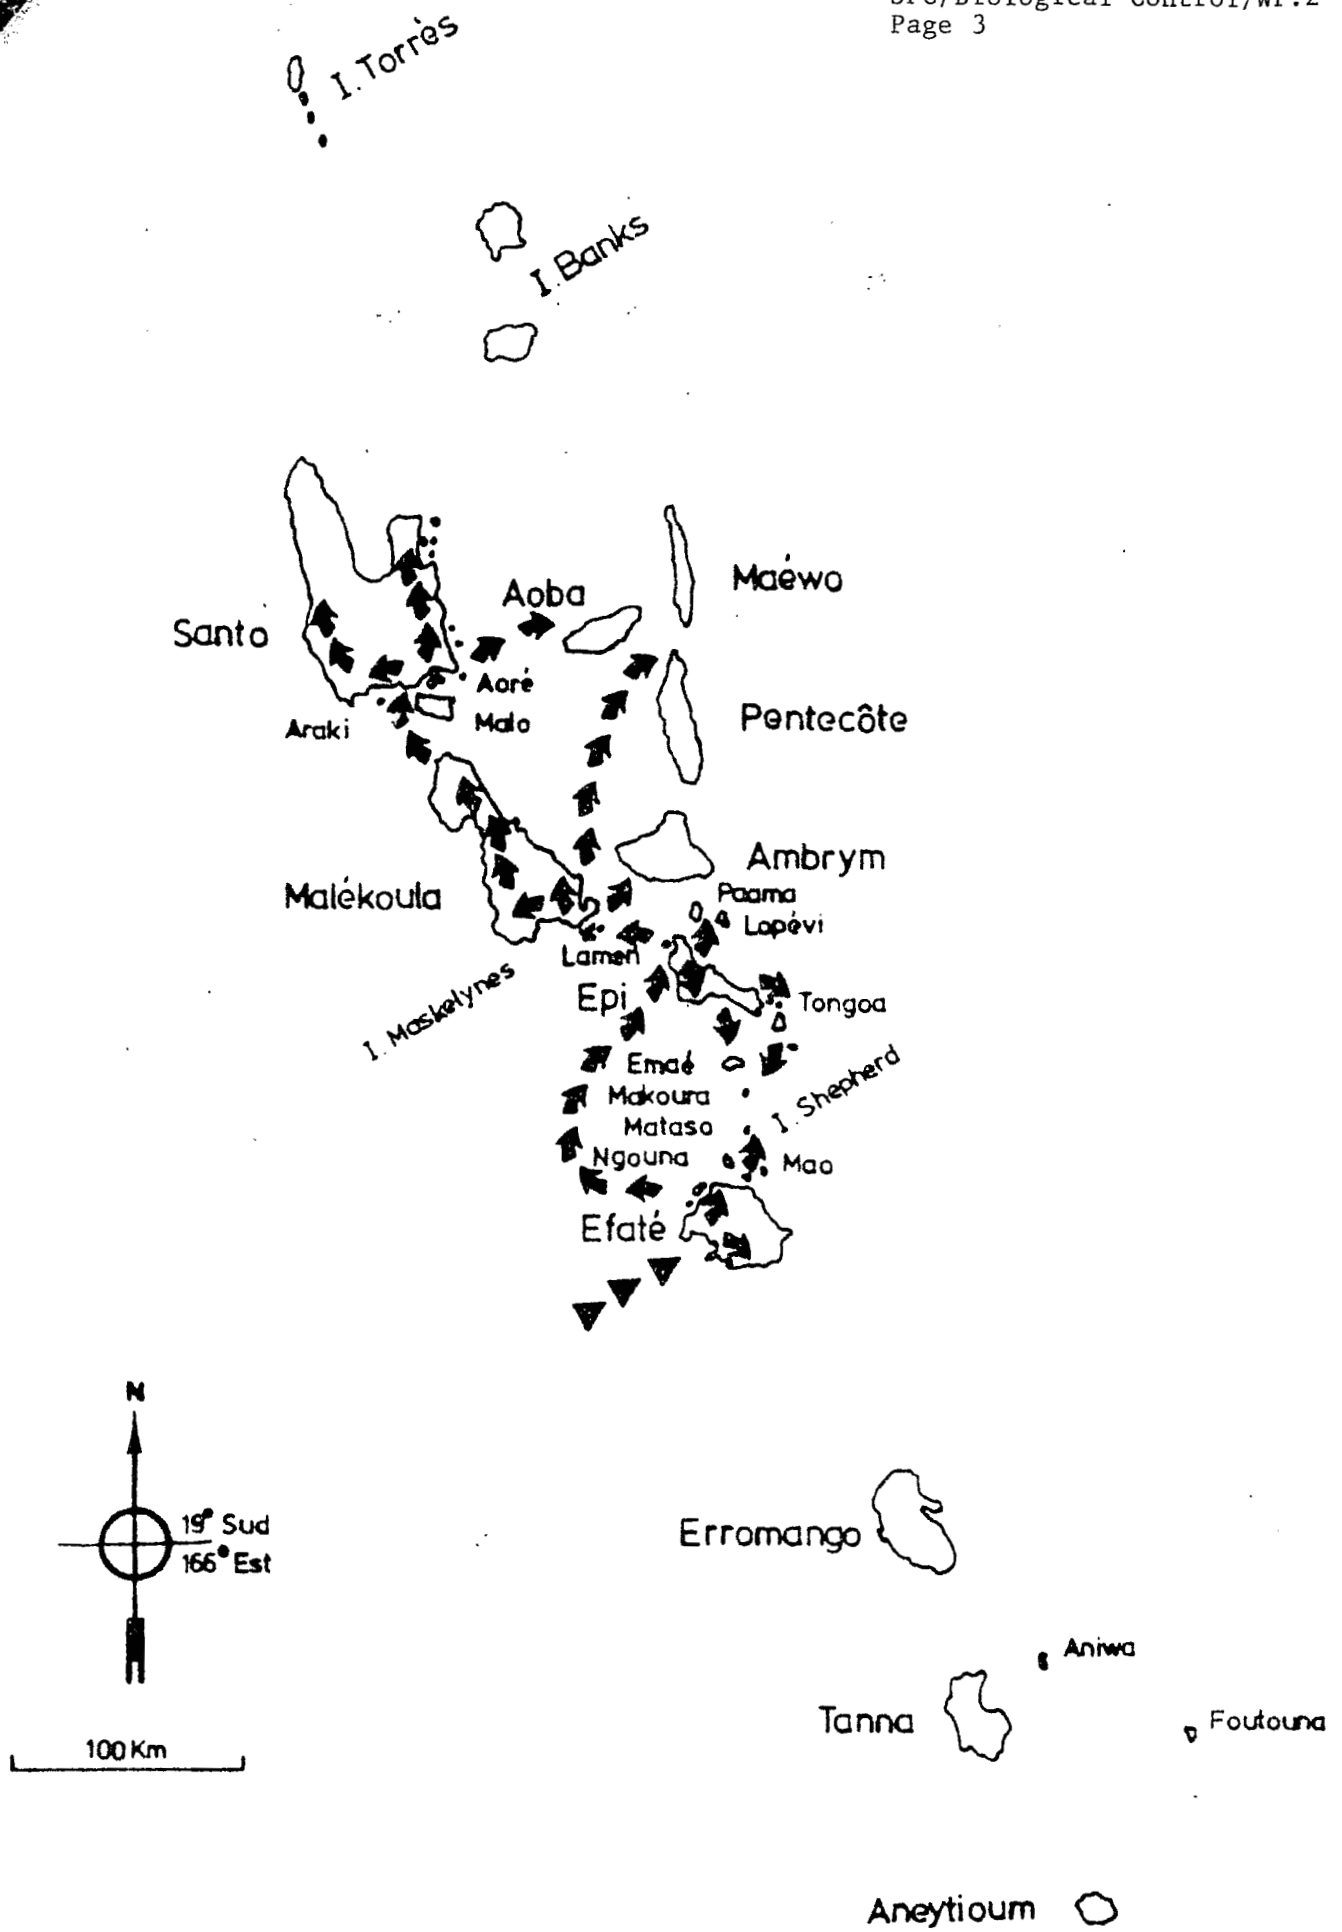 Page 3
I. Torrès
I. Banks
Aoba
Maéwo
Santo
Aoré
Pentecôte
Araki
Malo
Ambrym
Malékoula
Paama
Lopévi
Lamen
Epi
Tongoa
I. Maskelynes
Emaé
Makoura
I. Shepherd
Mataso
Ngouna
Mao
Efaté
N
19° Sud
166° Est
Erromango
Aniwa
Tanna
Foutouna
100 Km
Aneytioum